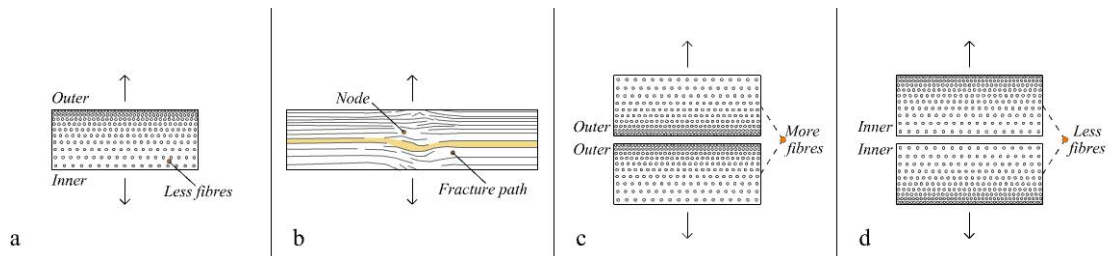 Outer
Inner
Less fibres
a
Node
Fracture path
b
Outer
Outer
More
fibres
c
Inner
Inner
Less
fibres
d